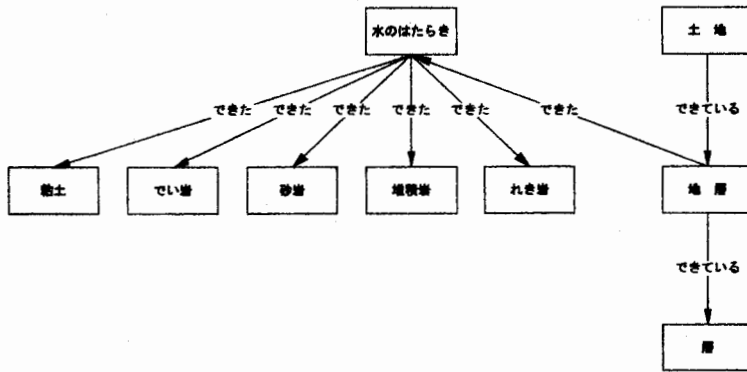 水のはたらき
土 地
できた
できた
できた
できた
できた
できた
できている
粘土
でい岩
砂岩
堆積岩
れき岩
地 層
できている
層